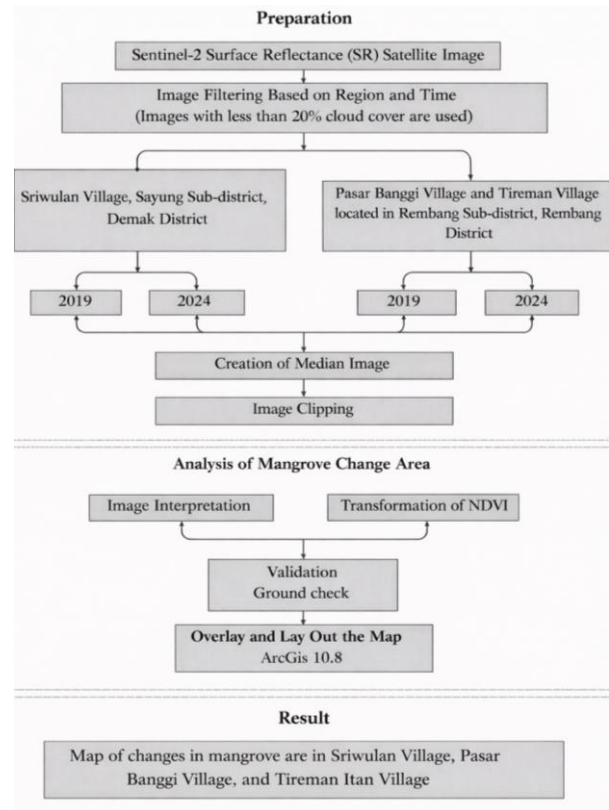 Preparation
Sentinel-2 Surface Reflectance (SR) Satellite Image
Image Filtering Based on Region and Time
(Images with less than 20% cloud cover are used)
Sriwulan Village, Sayung Sub-district,
Demak District
Pasar Banggi Village and Tireman Village
located in Rembang Sub-district, Rembang
District
2019
2024
2019
2024
Creation of Median Image
Image Clipping
Analysis of Mangrove Change Area
Image Interpretation
Transformation of NDVI
Validation
Ground check
Overlay and Lay Out the Map
ArcGis 10.8
Result
Map of changes in mangrove are in Sriwulan Village, Pasar
Banggi Village, and Tireman Itan Village